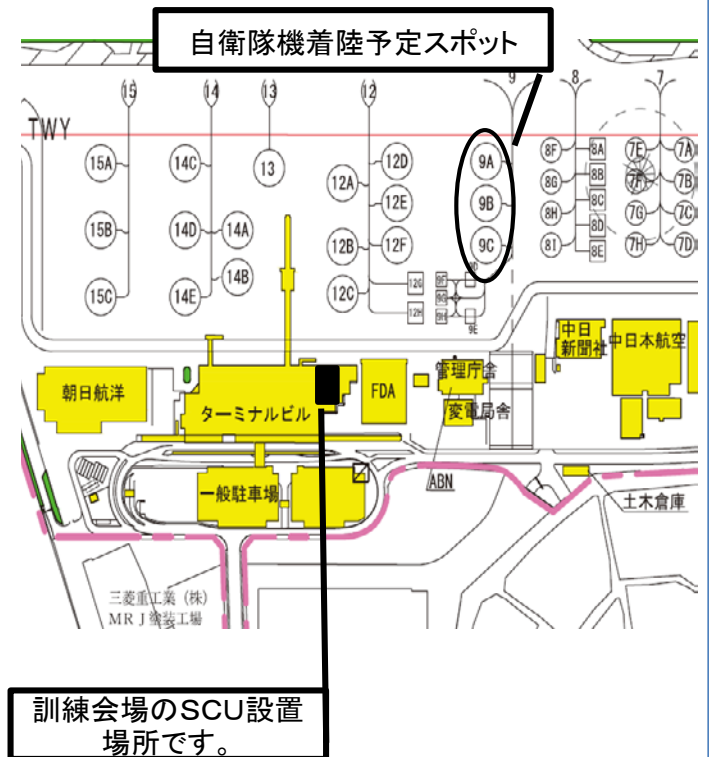 自衛隊機着陸予定スポット
15
14
13
12
9
8
7
TWY
15A
14C
13
12D
12A
9A
8F
8A
7E
7A
8G
8B
7F
7B
12E
9B
8H
8C
7G
7C
15B
14D
14A
12B
12F
9C
8I
8D
7H
7D
8E
15C
14E
14B
12C
12G
9F
9D
9G
12H
9H
9E
朝日航洋
ターミナルビル
FDA
管理庁舎
変電局舎
中日
新聞社
中日本航空
一般駐車場
ABN
土木倉庫
三菱重工業(株)
MRJ塗装工場
訓練会場のSCU設置
場所です。